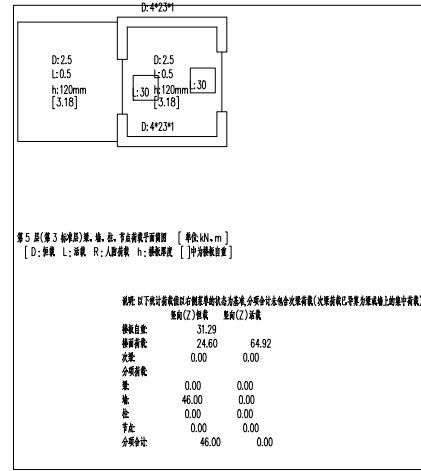 D:4*23*1
D:2.5 D:2.5
L:0.5 L:0.5
h:120mm L:30 h:120mm L:30
[3.18] [3.18]
D:4*23*1
第 5 层(第 3 标准层)梁、墙、柱、节点荷载平面简图 [ 单位:kN、m ]
[ D: 恒载 L: 活载 R: 人防荷载 h: 楼板厚度 [ ]中为楼板自重 ]
说明: 以下统计荷载值以右侧菜单的状态为基准,分项合计未包含次梁荷载(次梁荷载已导算为梁或墙上的集中荷载)
竖向(Z)恒载 竖向(Z)活载
楼板自重: 31.29
楼面荷载: 24.60 64.92
次梁: 0.00 0.00
分项荷载:
梁: 0.00 0.00
墙: 46.00 0.00
柱: 0.00 0.00
节点: 0.00 0.00
分项合计: 46.00 0.00